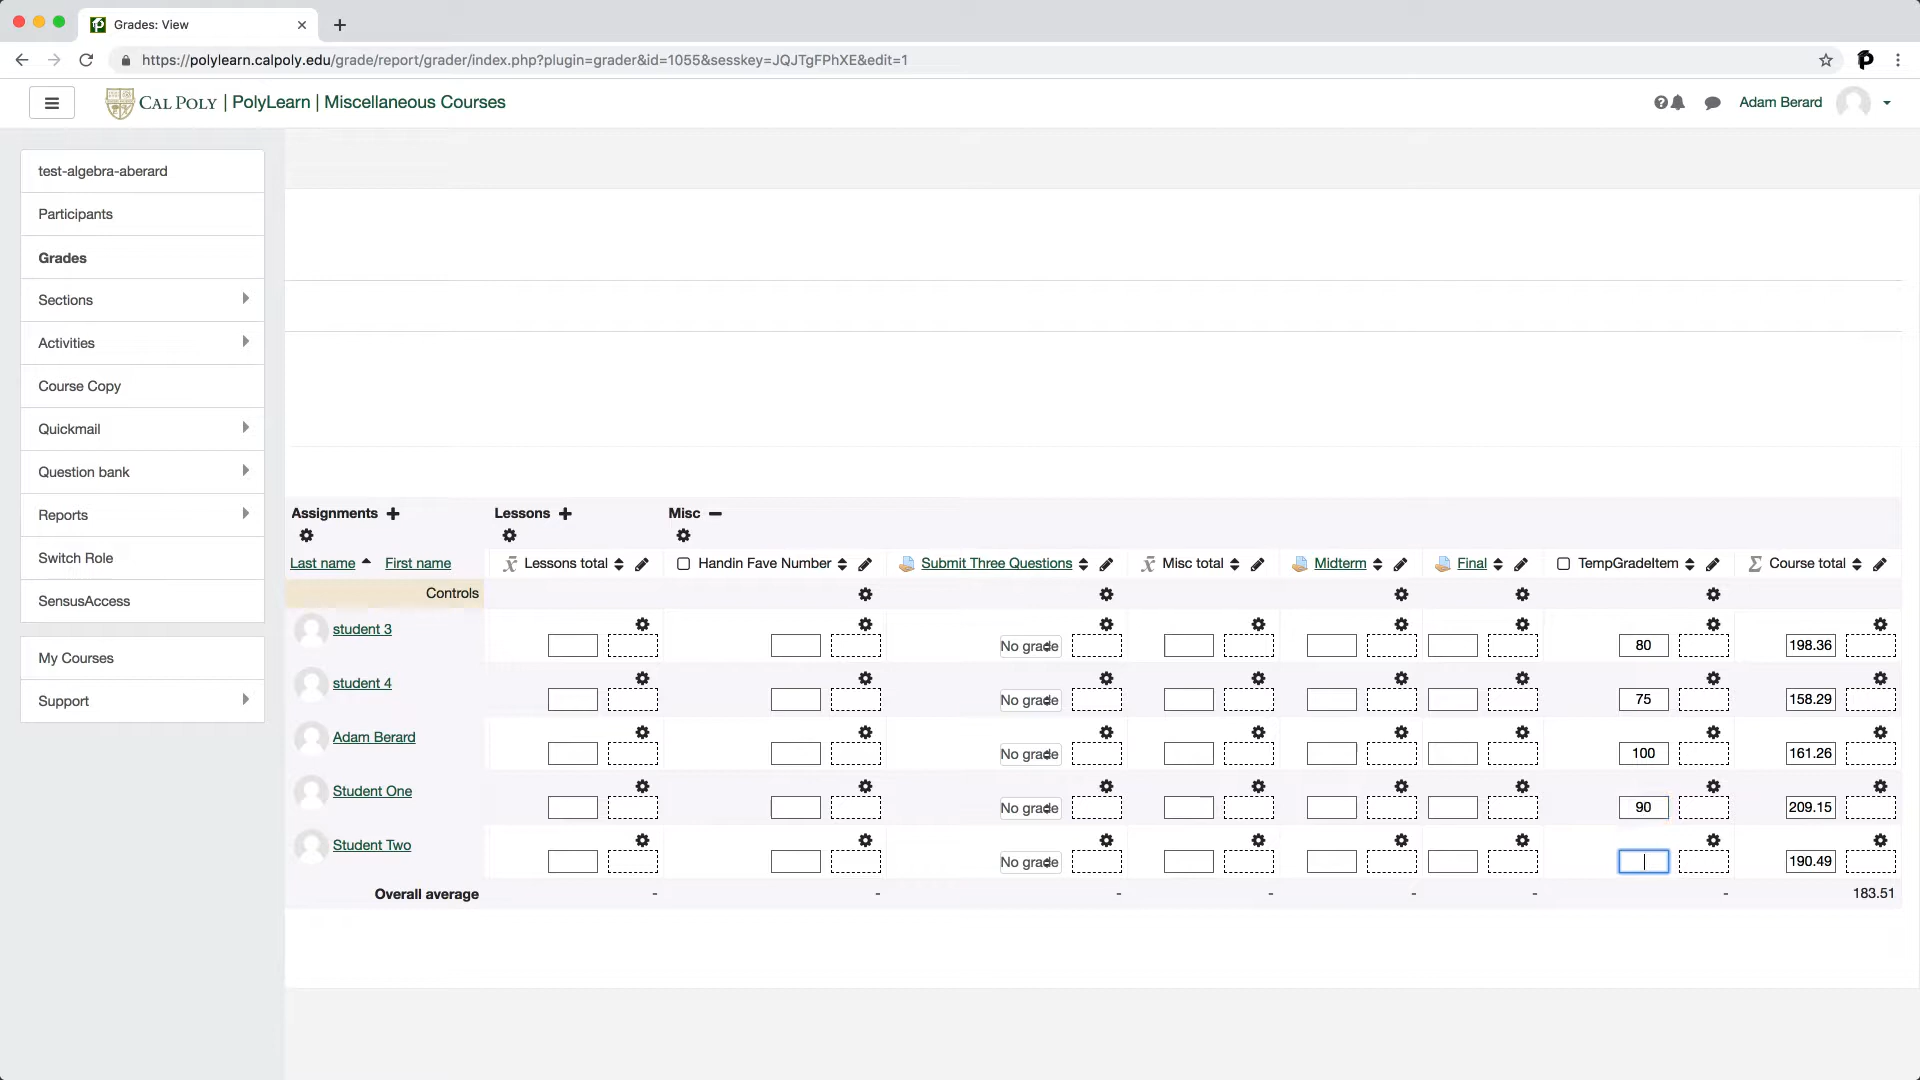 Grades: View
https://polylearn.calpoly.edu/grade/report/grader/index.php?plugin=grader&id=1055&sesskey=JQJTgFPhXE&edit=1
CAL POLY | PolyLearn | Miscellaneous Courses
Adam Berard
test-algebra-aberard
Participants
Grades
Sections
Activities
Course Copy
Quickmail
Question bank
Reports
Switch Role
SensusAccess
My Courses
Support
Assignments Lessons Misc
Last name First name Lessons total Handin Fave Number Submit Three Questions Misc total Midterm Final TempGradeItem Course total
Controls
student 3 No grade 80 198.36
student 4 No grade 75 158.29
Adam Berard No grade 100 161.26
Student One No grade 90 209.15
Student Two No grade 190.49
Overall average - - - - - - - 183.51